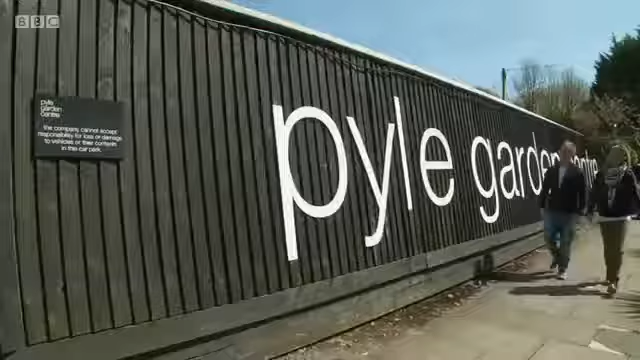 BBC
pyle
garden
centre
the company cannot accept
responsibility for loss or damage
to vehicles or their contents
in this car park.
pyle garden centre